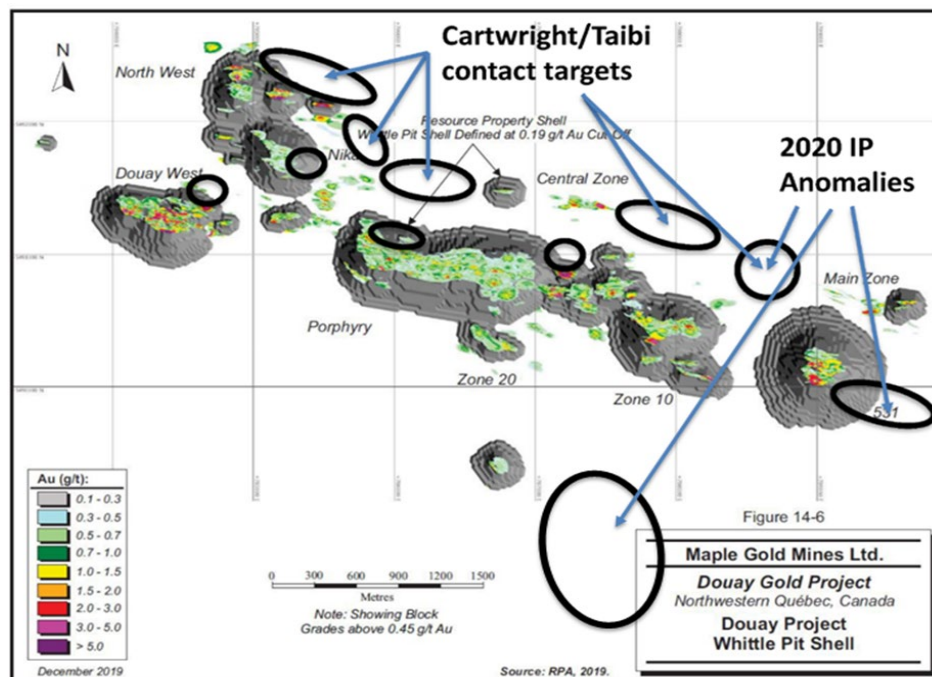 Cartwright/Taibi
contact targets
N
North West
Resource Property Shell
Whittle Pit Shell Defined at 0.19 g/t Au Cut Off
Nika
2020 IP
Anomalies
Douay West
Central Zone
Main Zone
Porphyry
Zone 20
Zone 10
531
Au (g/t):
0.1 - 0.3
0.3 - 0.5
0.5 - 0.7
0.7 - 1.0
1.0 - 1.5
1.5 - 2.0
2.0 - 3.0
3.0 - 5.0
> 5.0
0 300 600 900 1200 1500
Metres
Note: Showing Block
Grades above 0.45 g/t Au
Figure 14-6
Maple Gold Mines Ltd.
Douay Gold Project
Northwestern Québec, Canada
Douay Project
Whittle Pit Shell
December 2019
Source: RPA, 2019.